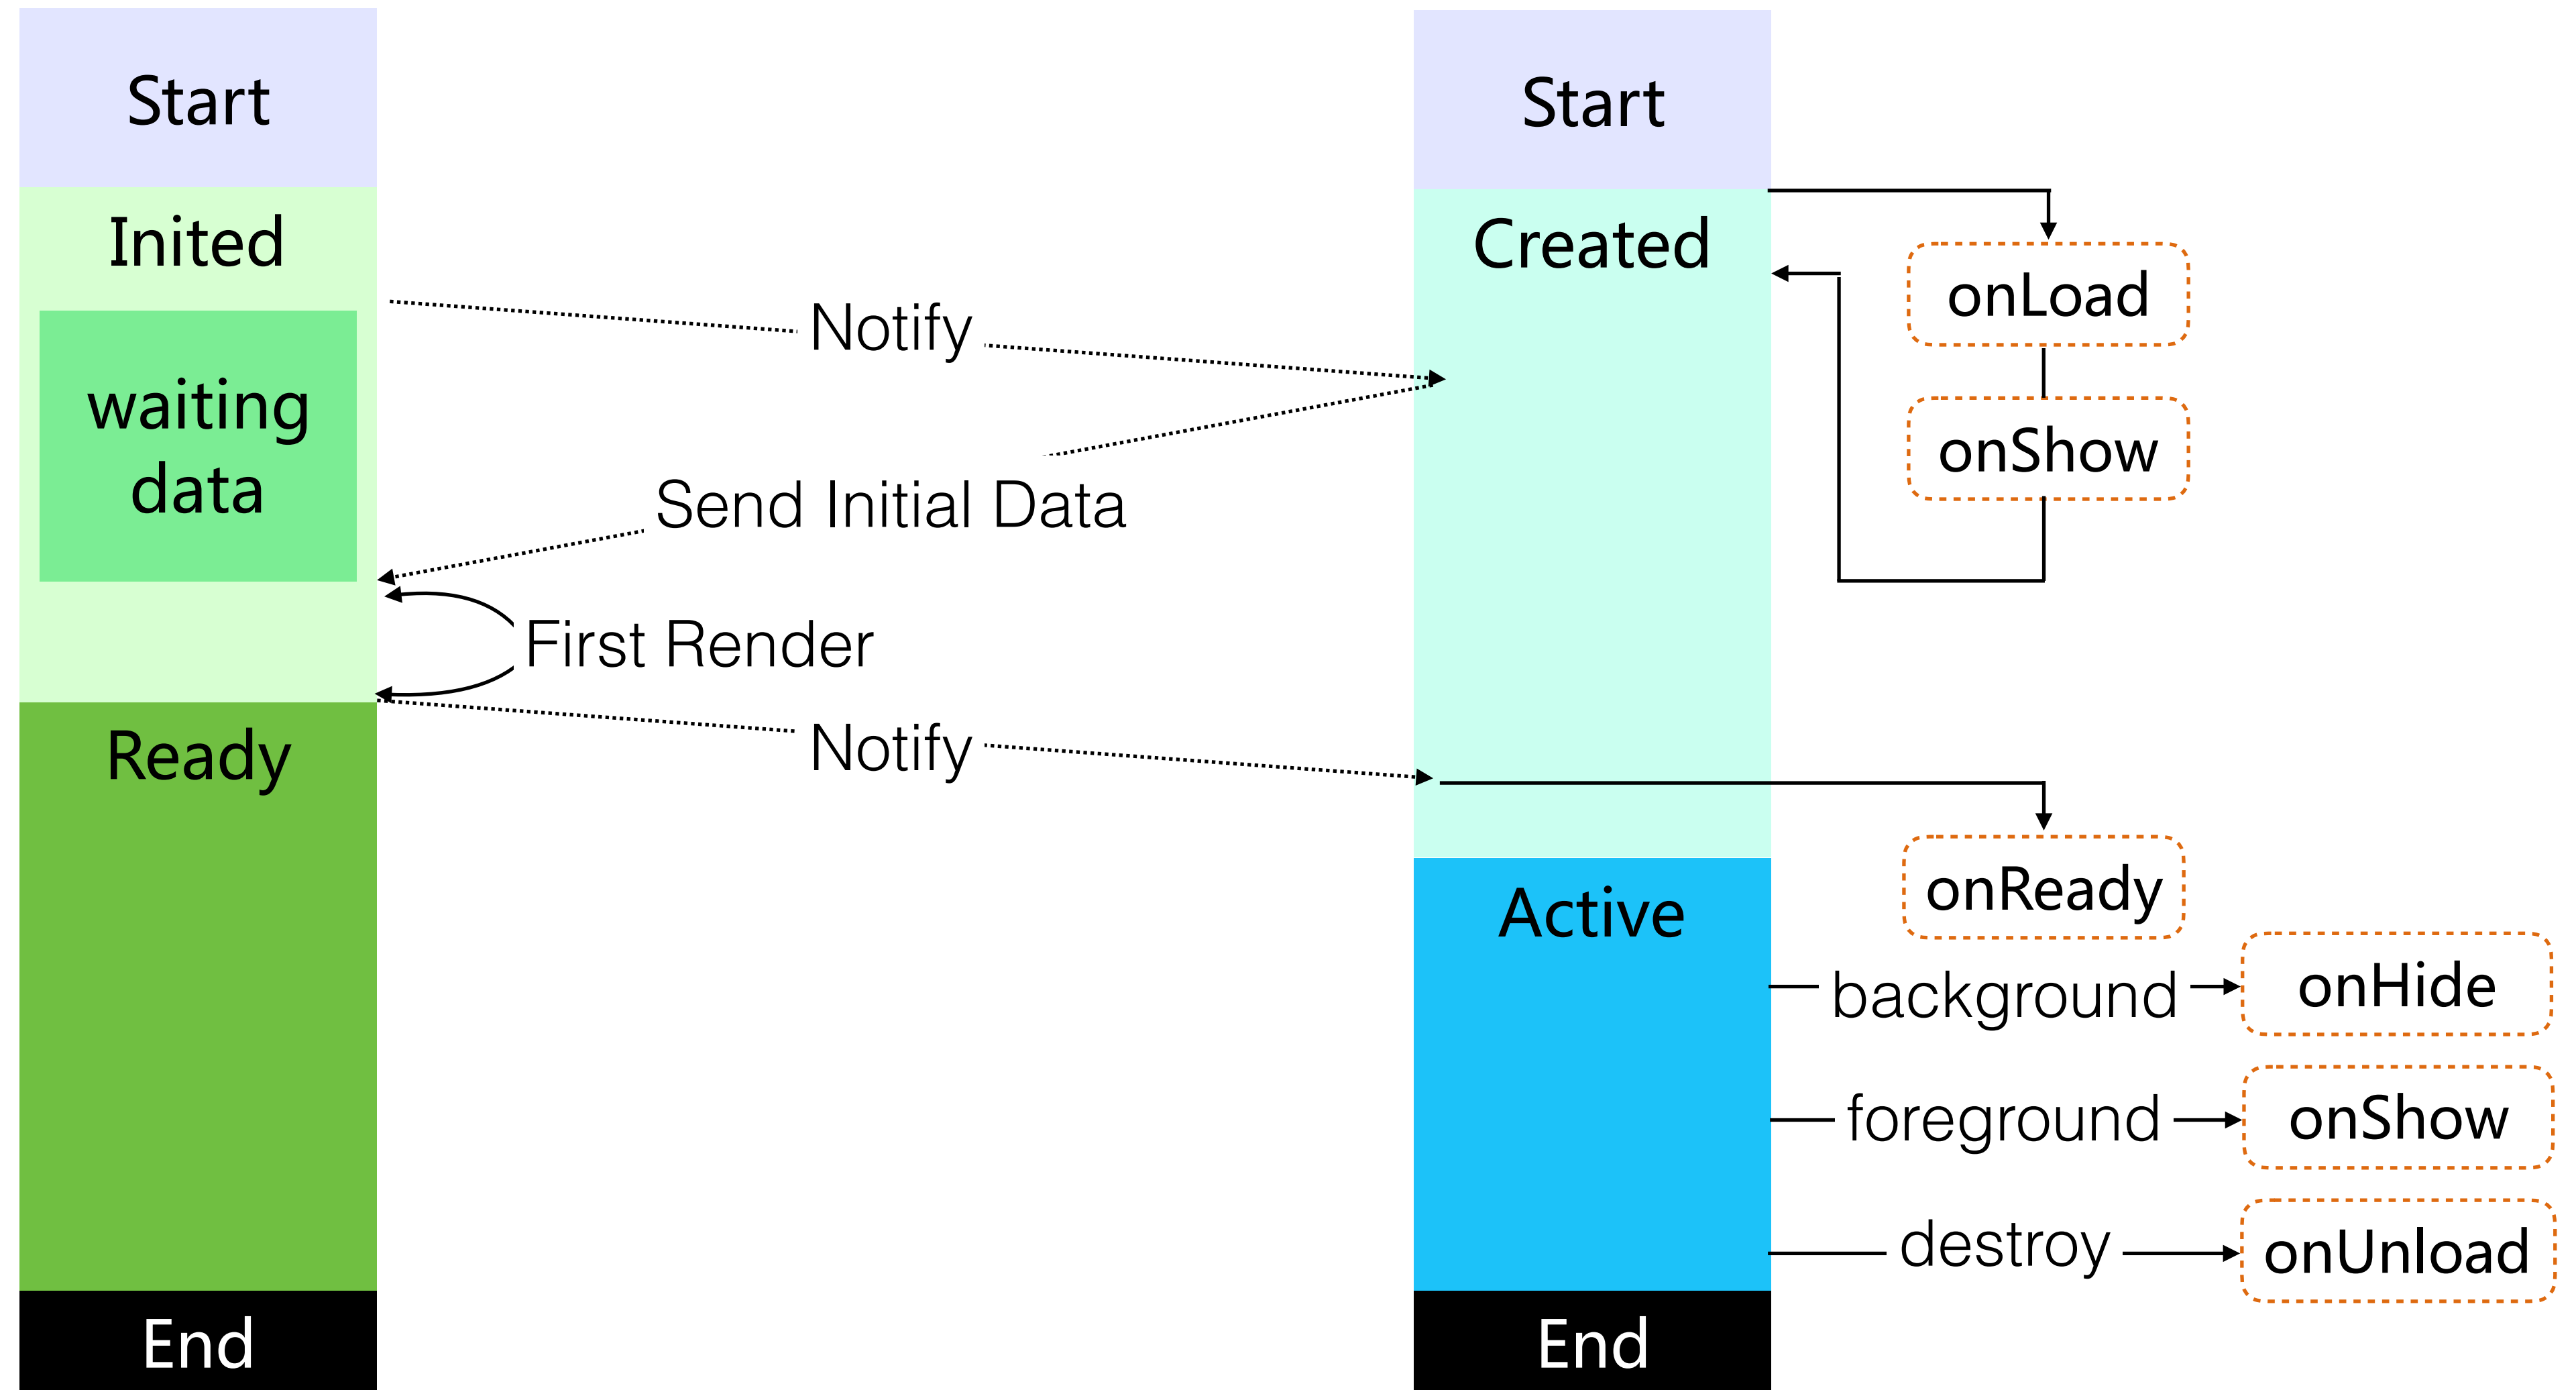 Start
Inited
waiting
data
Ready
End
Notify
Send Initial Data
First Render
Notify
Start
Created
Active
End
onLoad
onShow
onReady
background
onHide
foreground
onShow
destroy
onUnload